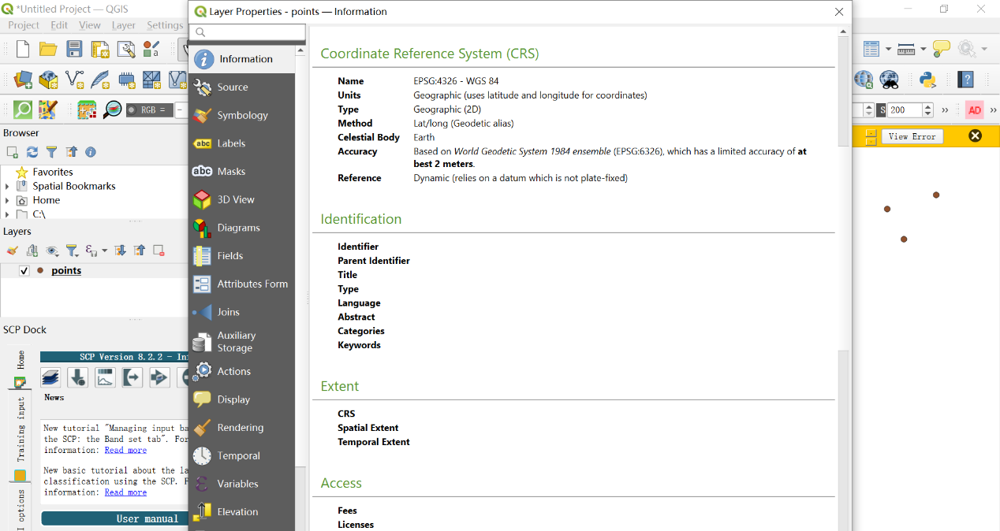 *Untitled Project — QGIS
Project Edit View Layer Settings
RGB =
Browser
Favorites
Spatial Bookmarks
Home
C:\
Layers
points
SCP Dock
Home
Training input
SCP Version 8.2.2 - In
News
New tutorial "Managing input ba
the SCP: the Band set tab". For
information: Read more
New basic tutorial about the la
classification using the SCP. F
information: Read more
User manual
Layer Properties - points — Information
Information
Source
Symbology
abc Labels
abc Masks
3D View
Diagrams
Fields
Attributes Form
Joins
Auxiliary
Storage
Actions
Display
Rendering
Temporal
Variables
Elevation
Coordinate Reference System (CRS)
Name EPSG:4326 - WGS 84
Units Geographic (uses latitude and longitude for coordinates)
Type Geographic (2D)
Method Lat/long (Geodetic alias)
Celestial Body Earth
Accuracy Based on World Geodetic System 1984 ensemble (EPSG:6326), which has a limited accuracy of at
best 2 meters.
Reference Dynamic (relies on a datum which is not plate-fixed)
Identification
Identifier
Parent Identifier
Title
Type
Language
Abstract
Categories
Keywords
Extent
CRS
Spatial Extent
Temporal Extent
Access
Fees
Licenses
S 200 » AD »
View Error